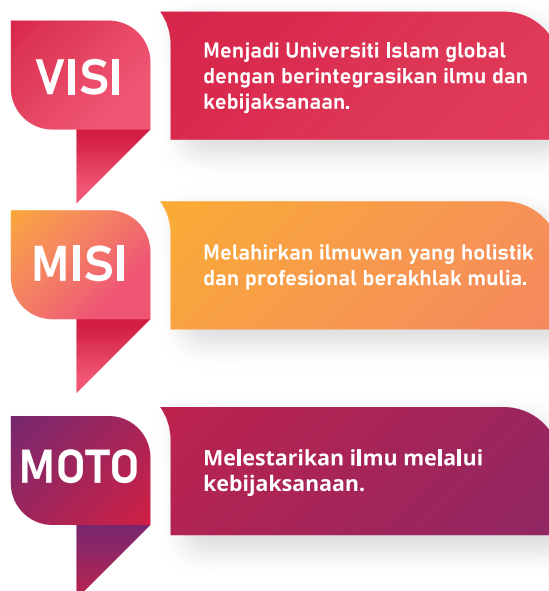 VISI
Menjadi Universiti Islam global
dengan berintegrasikan ilmu dan
kebijaksanaan.
MISI
Melahirkan ilmuwan yang holistik
dan profesional berakhlak mulia.
MOTO
Melestarikan ilmu melalui
kebijaksanaan.